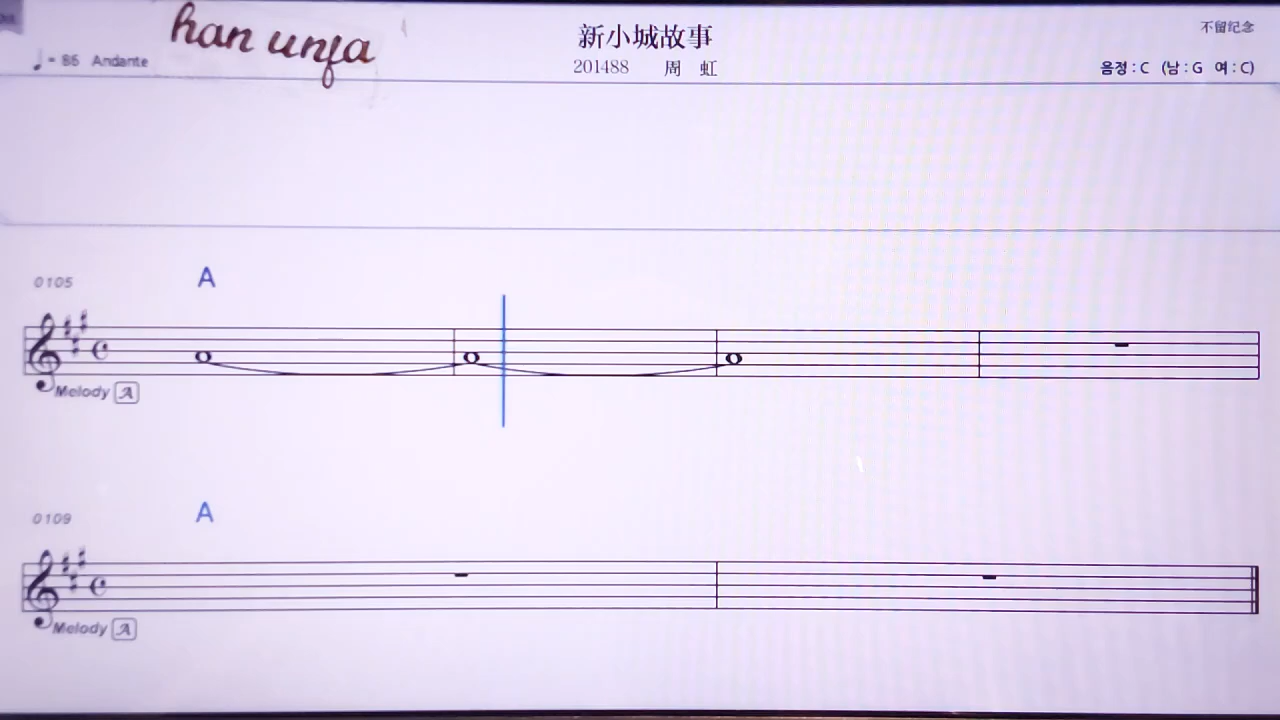 han unfa
新小城故事
不留纪念
♩ = 86 Andante
201488 周 虹
음정 : C (남 : G 여 : C)
0105
A
Melody A
0109
A
Melody A